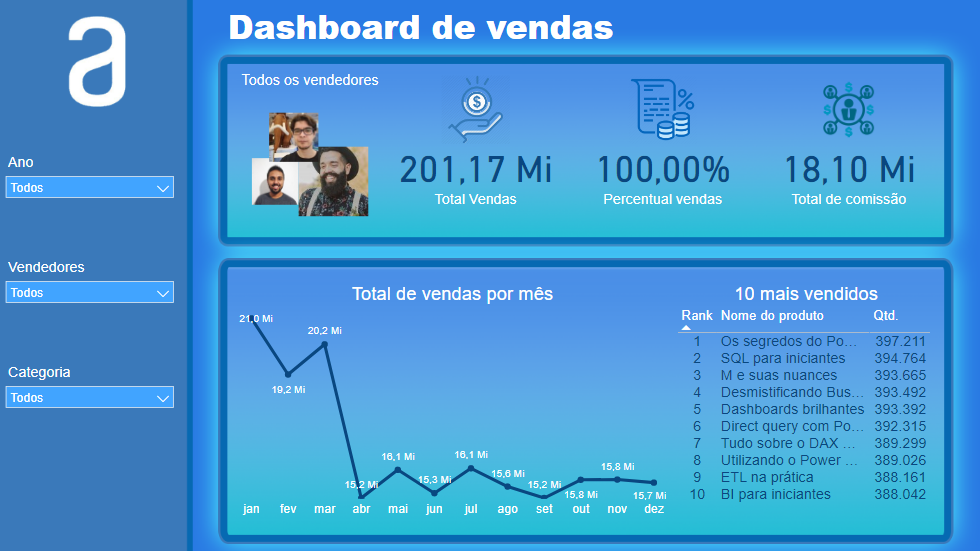 a
Dashboard de vendas
Ano
Todos
Vendedores
Todos
Categoria
Todos
Todos os vendedores
201,17 Mi
Total Vendas
100,00%
Percentual vendas
18,10 Mi
Total de comissão
Total de vendas por mês
21,0 Mi
19,2 Mi
20,2 Mi
15,2 Mi
16,1 Mi
15,3 Mi
16,1 Mi
15,6 Mi
15,2 Mi
15,8 Mi
15,8 Mi
15,7 Mi
jan fev mar abr mai jun jul ago set out nov dez
10 mais vendidos
Rank Nome do produto Qtd.
1 Os segredos do Po... 397.211
2 SQL para iniciantes 394.764
3 M e suas nuances 393.665
4 Desmistificando Bus... 393.492
5 Dashboards brilhantes 393.392
6 Direct query com Po... 392.315
7 Tudo sobre o DAX ... 389.299
8 Utilizando o Power ... 389.026
9 ETL na prática 388.161
10 BI para iniciantes 388.042